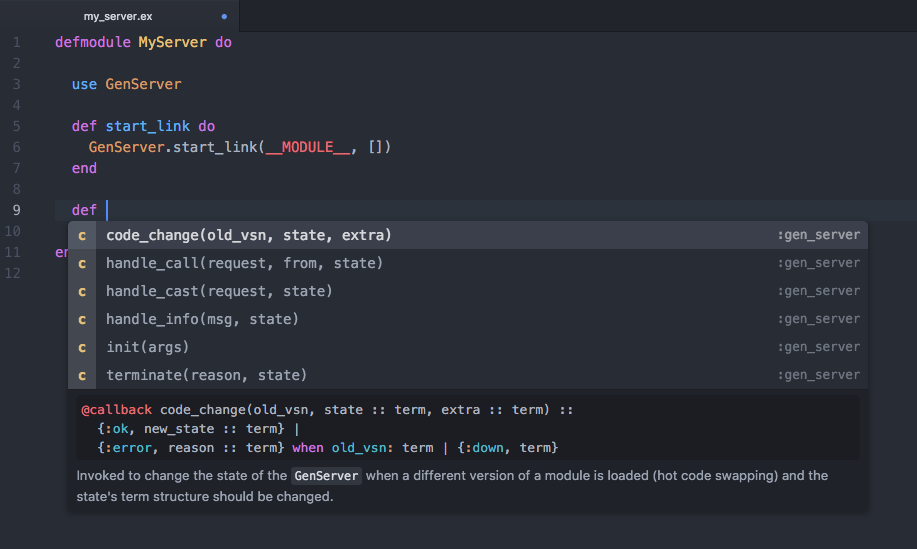 my_server.ex
1 defmodule MyServer do
2
3 use GenServer
4
5 def start_link do
6 GenServer.start_link(__MODULE__, [])
7 end
8
9 def
10
11 en
12
c code_change(old_vsn, state, extra) :gen_server
c handle_call(request, from, state) :gen_server
c handle_cast(request, state) :gen_server
c handle_info(msg, state) :gen_server
c init(args) :gen_server
c terminate(reason, state) :gen_server
@callback code_change(old_vsn, state :: term, extra :: term) ::
{:ok, new_state :: term} |
{:error, reason :: term} when old_vsn: term | {:down, term}
Invoked to change the state of the GenServer when a different version of a module is loaded (hot code swapping) and the
state's term structure should be changed.